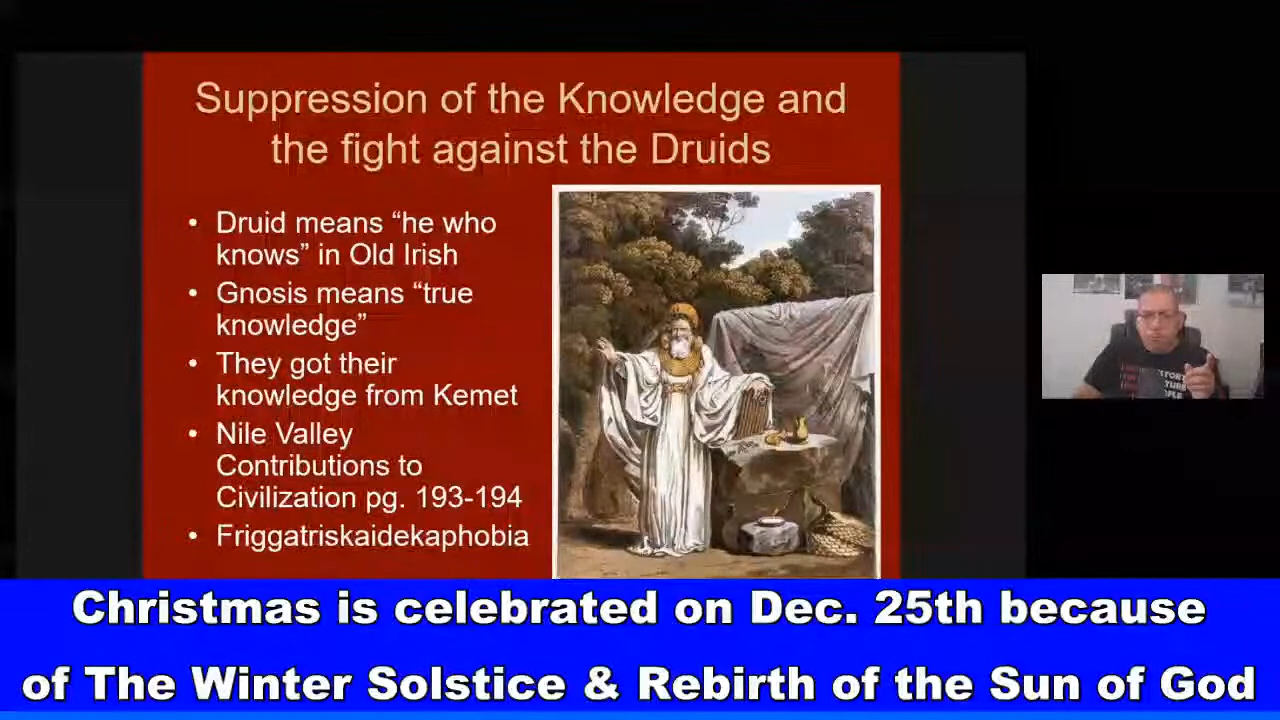 Suppression of the Knowledge and
the fight against the Druids
• Druid means “he who
knows” in Old Irish
• Gnosis means “true
knowledge”
• They got their
knowledge from Kemet
• Nile Valley
Contributions to
Civilization pg. 193-194
• Friggatriskaidekaphobia
Christmas is celebrated on Dec. 25th because
of The Winter Solstice & Rebirth of the Sun of God